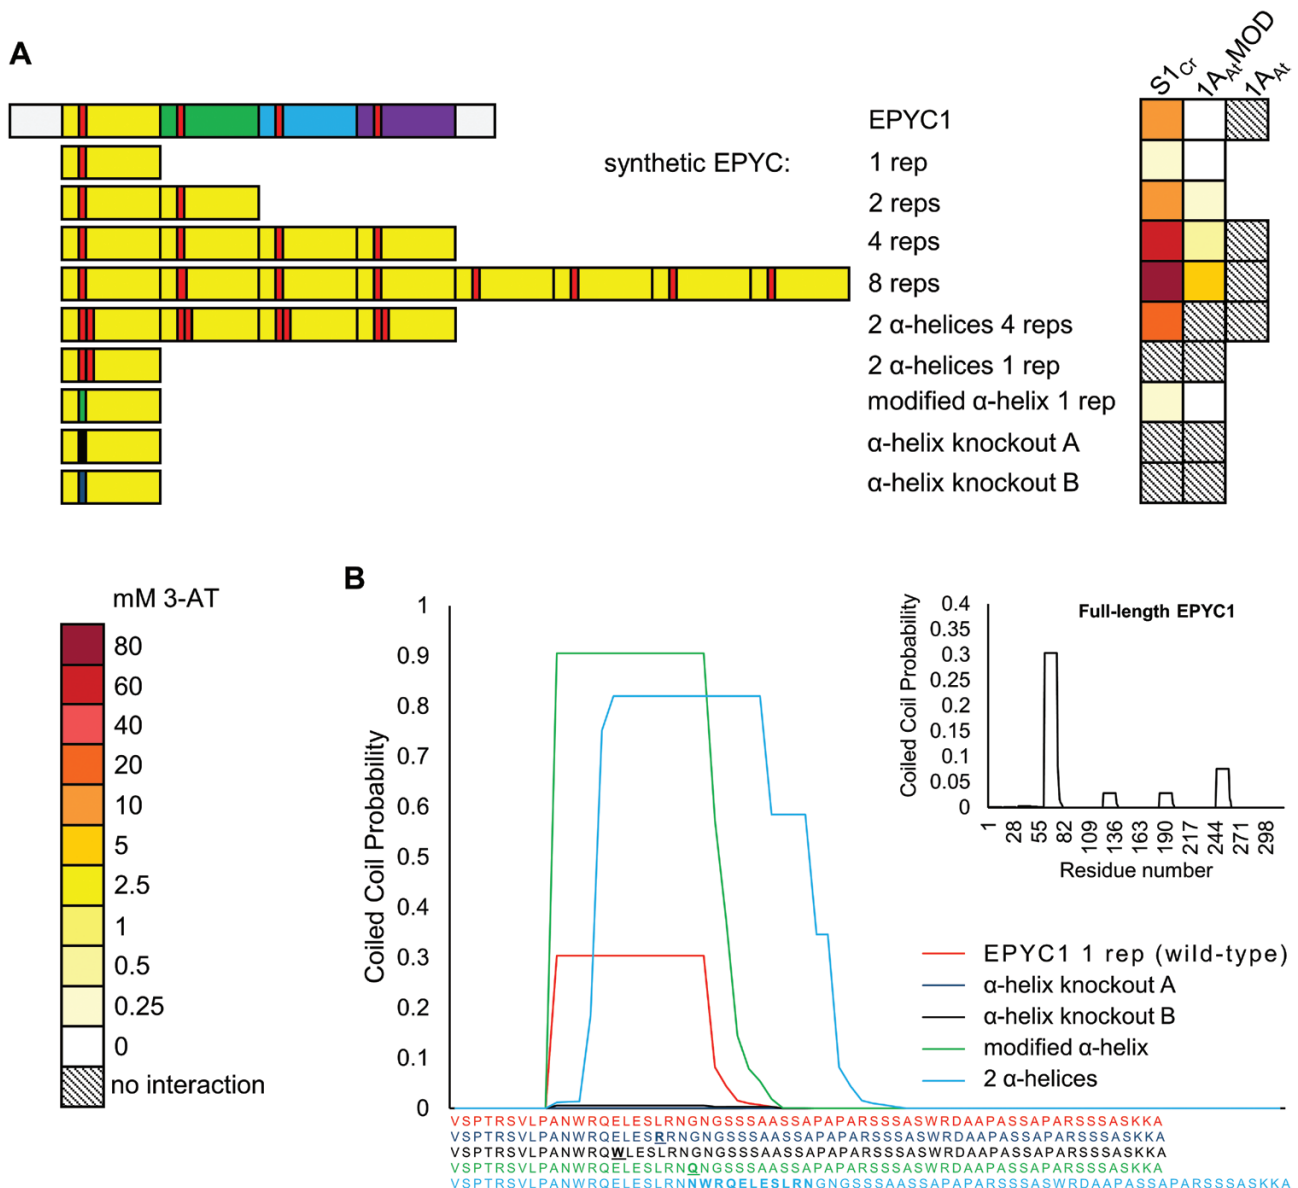 A
S1Cr
1AAtMOD
1AAt
EPYC1
synthetic EPYC:
1 rep
2 reps
4 reps
8 reps
2 α-helices 4 reps
2 α-helices 1 rep
modified α-helix 1 rep
α-helix knockout A
α-helix knockout B
mM 3-AT
80
60
40
20
10
5
2.5
1
0.5
0.25
0
no interaction
B
Coiled Coil Probability
1
0.9
0.8
0.7
0.6
0.5
0.4
0.3
0.2
0.1
0
Full-length EPYC1
Coiled Coil Probability
0.4
0.35
0.3
0.25
0.2
0.15
0.1
0.05
0
1 28 55 82 109 136 163 190 217 244 271 298
Residue number
EPYC1 1 rep (wild-type)
α-helix knockout A
α-helix knockout B
modified α-helix
2 α-helices
VSPTRSVLPANWRQELESLRNGNGSSSAASSAPAPARSSSASWRDAAPASSAPARSSSASKKA
VSPTRSVLPANWRQELESRRNGNGSSSAASSAPAPARSSSASWRDAAPASSAPARSSSASKKA
VSPTRSVLPANWRQWLESLRNGNGSSSAASSAPAPARSSSASWRDAAPASSAPARSSSASKKA
VSPTRSVLPANWRQELESLRNQNGSSSAASSAPAPARSSSASWRDAAPASSAPARSSSASKKA
VSPTRSVLPANWRQELESLRNNWRQELESLRNGNGSSSAASSAPAPARSSSASWRDAAPASSAPARSSSASKKA